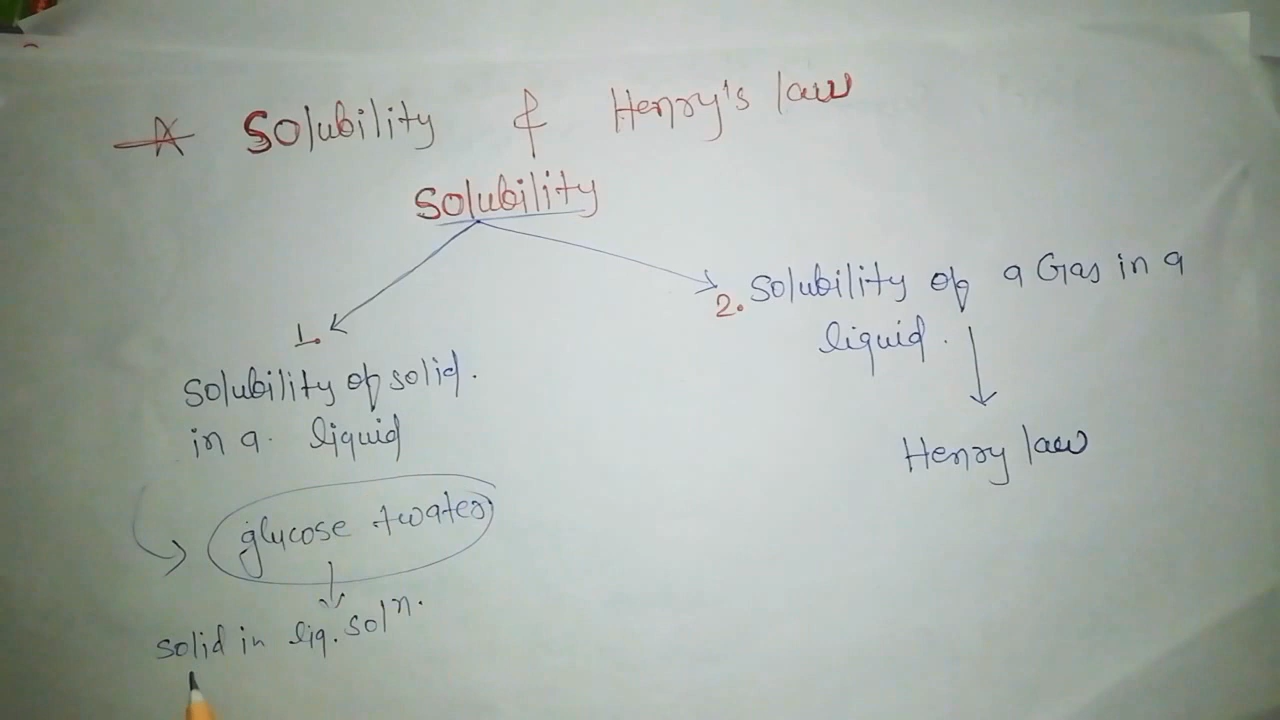 Solubility & Henry's law
Solubility
1.
Solubility of solid.
in a. liquid
glucose + water
solid in liq. solⁿ.
2. Solubility of a Gas in a
liquid.
Henry law